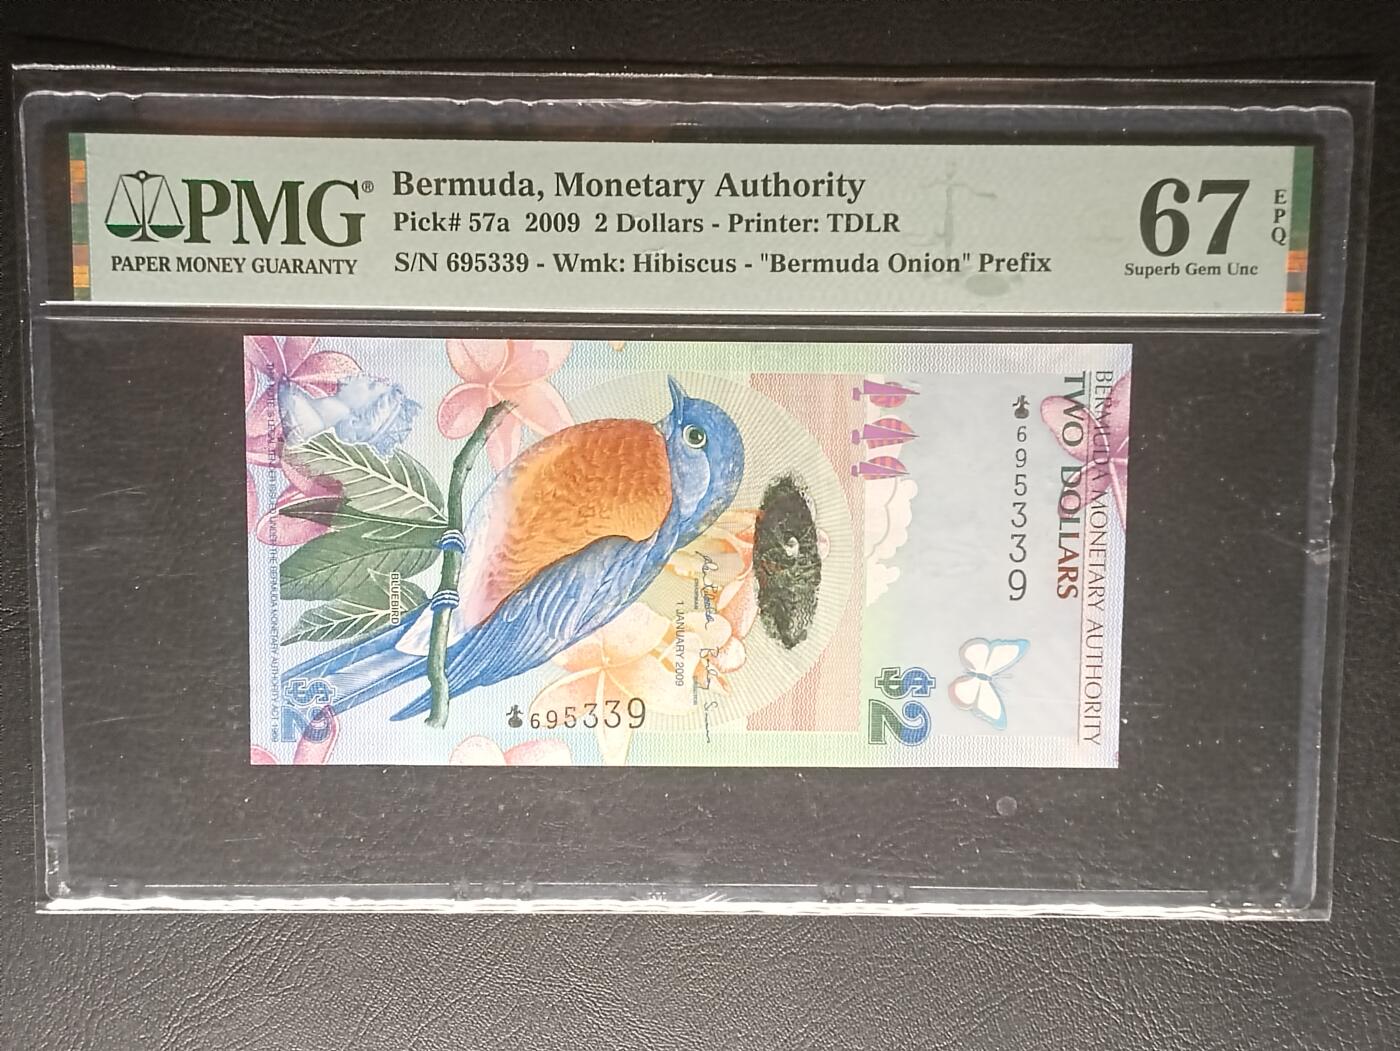 PMG®
PAPER MONEY GUARANTY
Bermuda, Monetary Authority
Pick# 57a 2009 2 Dollars - Printer: TDLR
S/N 695339 - Wmk: Hibiscus - "Bermuda Onion" Prefix
67
EPQ
Superb Gem Unc
BERMUDA MONETARY AUTHORITY
TWO DOLLARS
695339
$2
1 JANUARY 2009
695339
BLUEBIRD
$2